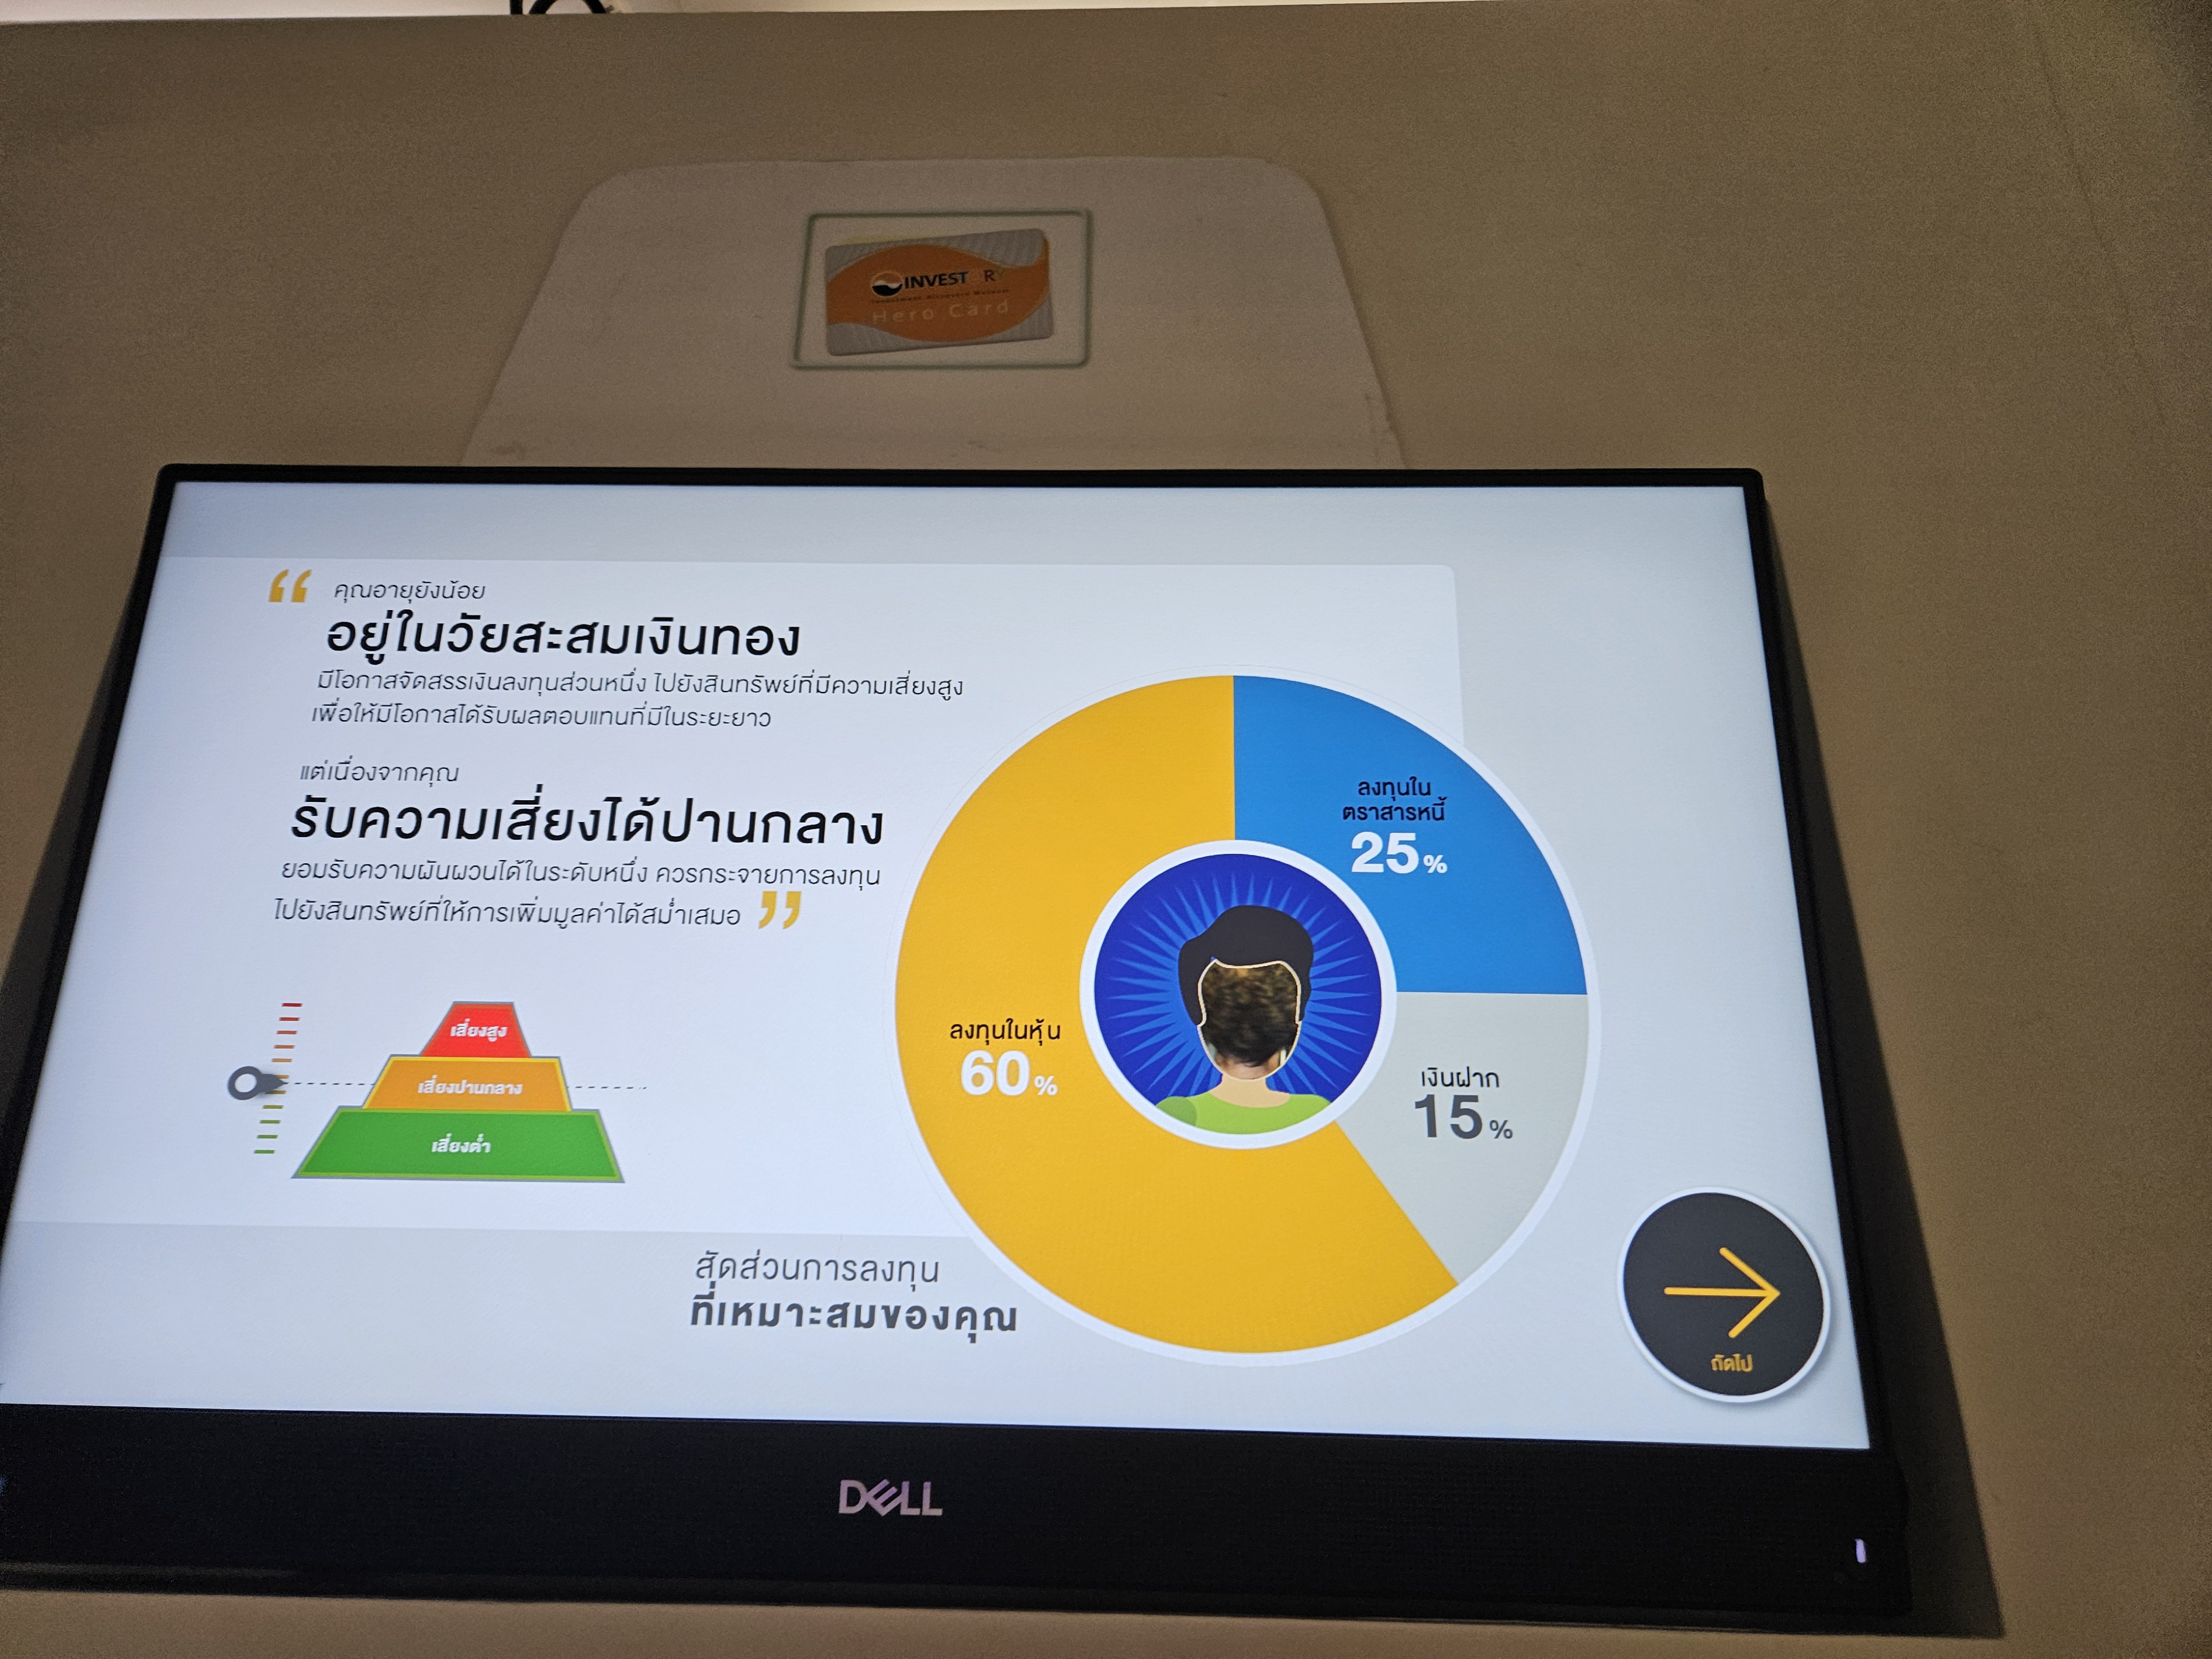 INVEST R
Hero Card
“ คุณอายุยังน้อย
อยู่ในวัยสะสมเงินทอง
มีโอกาสจัดสรรเงินลงทุนส่วนหนึ่ง ไปยังสินทรัพย์ที่มีความเสี่ยงสูง
เพื่อให้มีโอกาสได้รับผลตอบแทนที่มีในระยะยาว
แต่เนื่องจากคุณ
รับความเสี่ยงได้ปานกลาง
ยอมรับความผันผวนได้ในระดับหนึ่ง ควรกระจายการลงทุน
ไปยังสินทรัพย์ที่ให้การเพิ่มมูลค่าได้สม่ำเสมอ ”
เสี่ยงสูง
เสี่ยงปานกลาง
เสี่ยงต่ำ
ลงทุนใน
ตราสารหนี้
25%
ลงทุนในหุ้น
60%
เงินฝาก
15%
สัดส่วนการลงทุน
ที่เหมาะสมของคุณ
ถัดไป
DELL